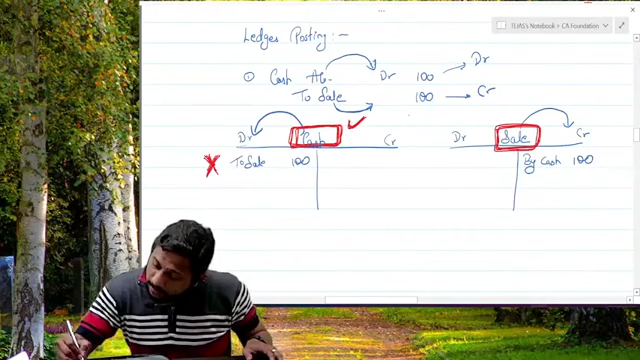 ...
TLIAS's Notebook > CA Foundation
Ledges Posting:-
① Cash A/c. Dr 100 → Dr
To Sale 100 → Cr
Dr Cash Cr
To Sale 100
Dr Sale Cr
By Cash 100